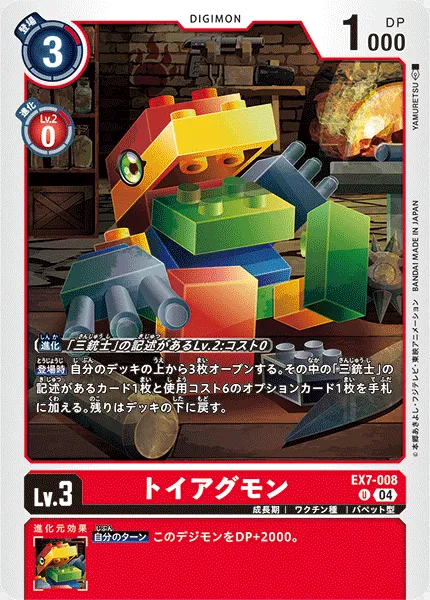 DIGIMON
登場
3
1000
DP
進化
Lv.2
0
YAMURETSU
BANDAI MADE IN JAPAN
© 本郷あきよし・フジテレビ・東映アニメーション
進化 「三銃士」の記述があるLv.2:コスト0
登場時 自分のデッキの上から3枚オープンする。その中の「三銃士」の
記述があるカード1枚と使用コスト6のオプションカード1枚を手札
に加える。残りはデッキの下に戻す。
Lv.3
トイアグモン
EX7-008
U 04
成長期 | ワクチン種 | パペット型
進化元効果
自分のターン このデジモンをDP+2000。